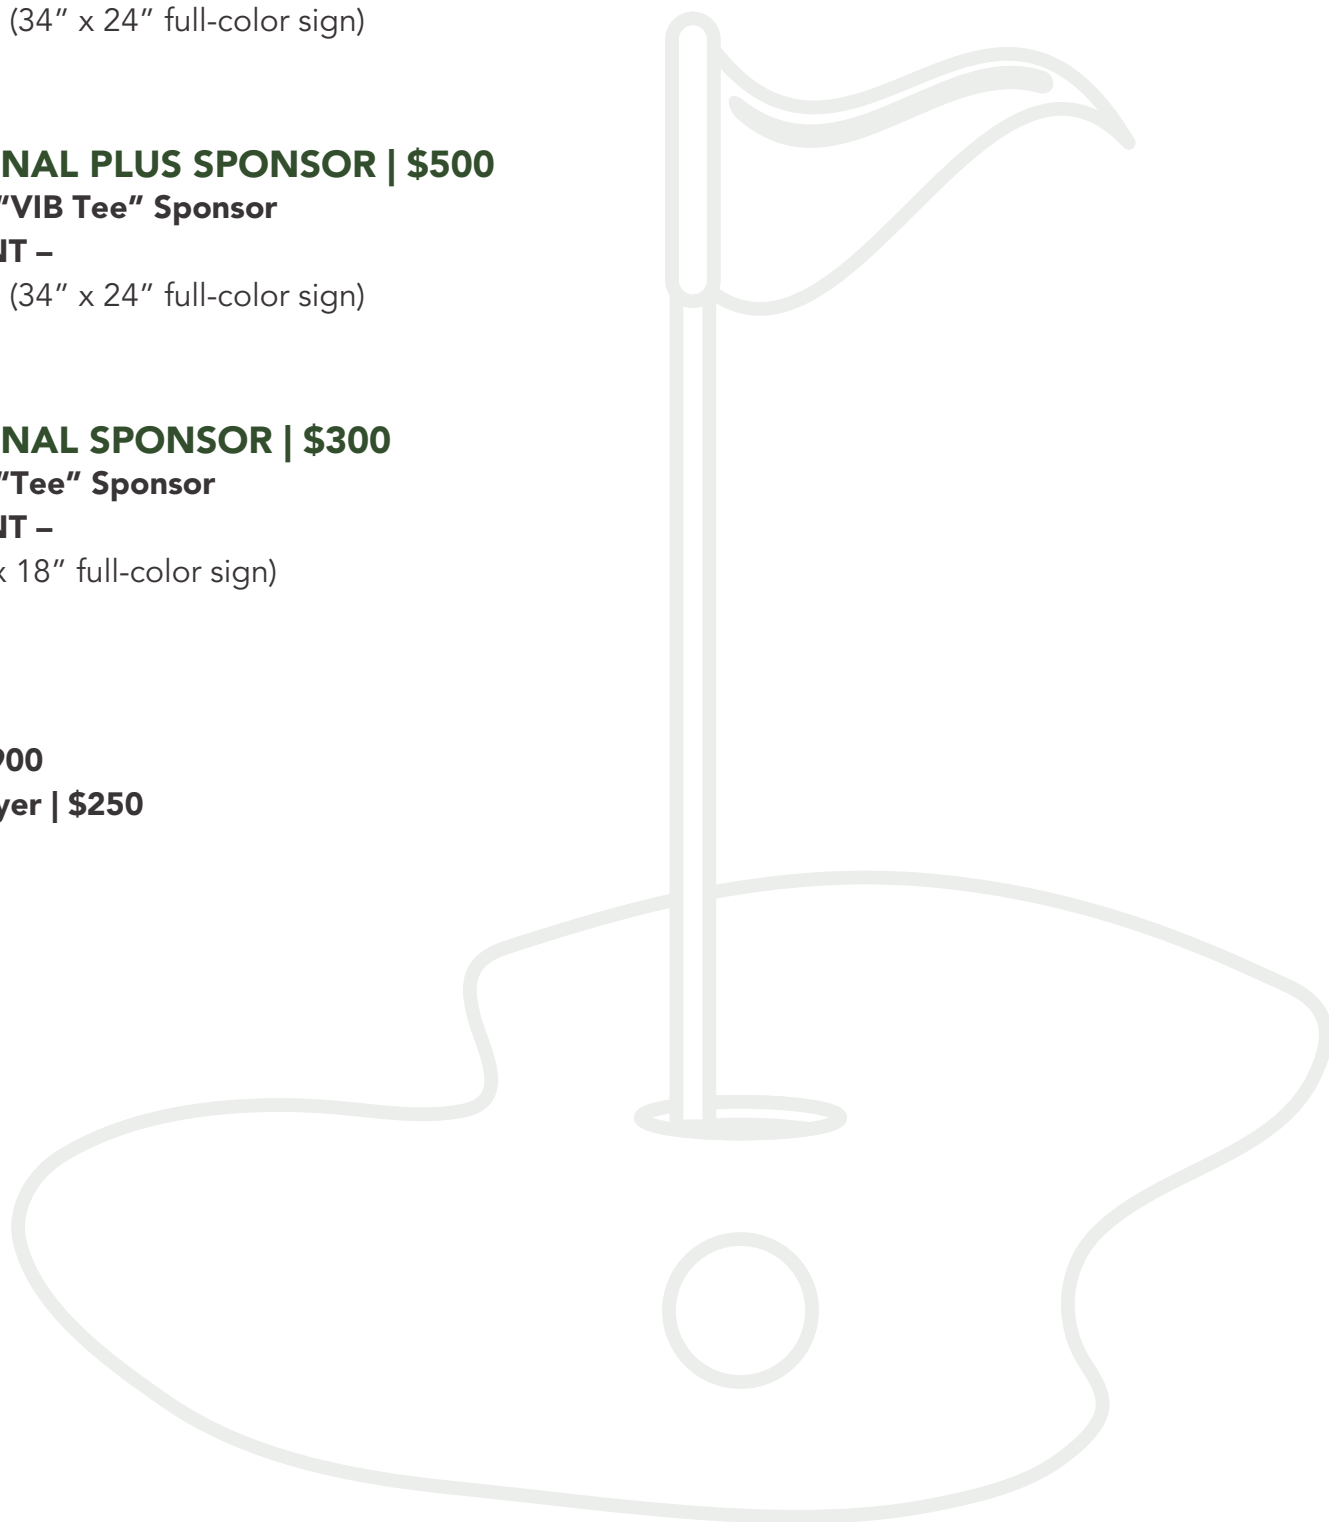 (34” x 24” full-color sign)
NAL PLUS SPONSOR | $500
“VIB Tee” Sponsor
NT –
(34” x 24” full-color sign)
NAL SPONSOR | $300
“Tee” Sponsor
NT –
x 18” full-color sign)
900
yer | $250